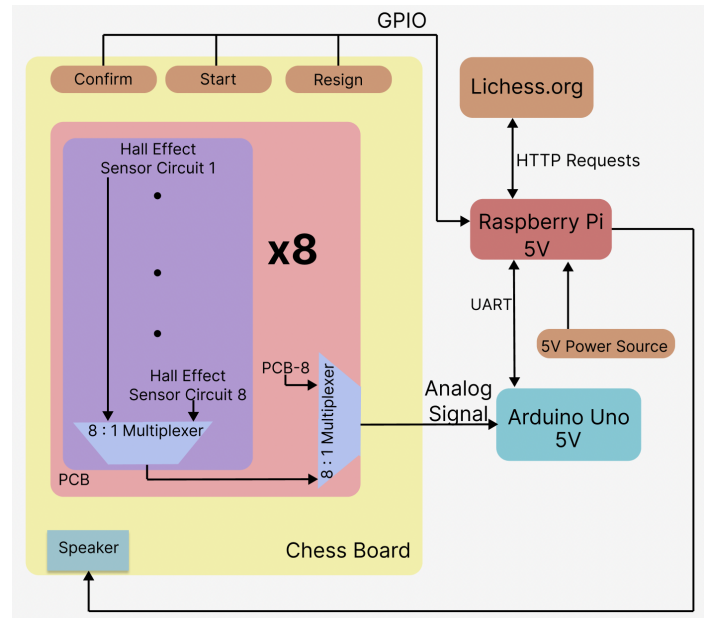 GPIO
Confirm
Start
Resign
Lichess.org
Hall Effect
Sensor Circuit 1
HTTP Requests
x8
Raspberry Pi
5V
UART
5V Power Source
PCB-8
Hall Effect
Sensor Circuit 8
Analog
Signal
8 : 1 Multiplexer
8 : 1 Multiplexer
Arduino Uno
5V
PCB
Speaker
Chess Board